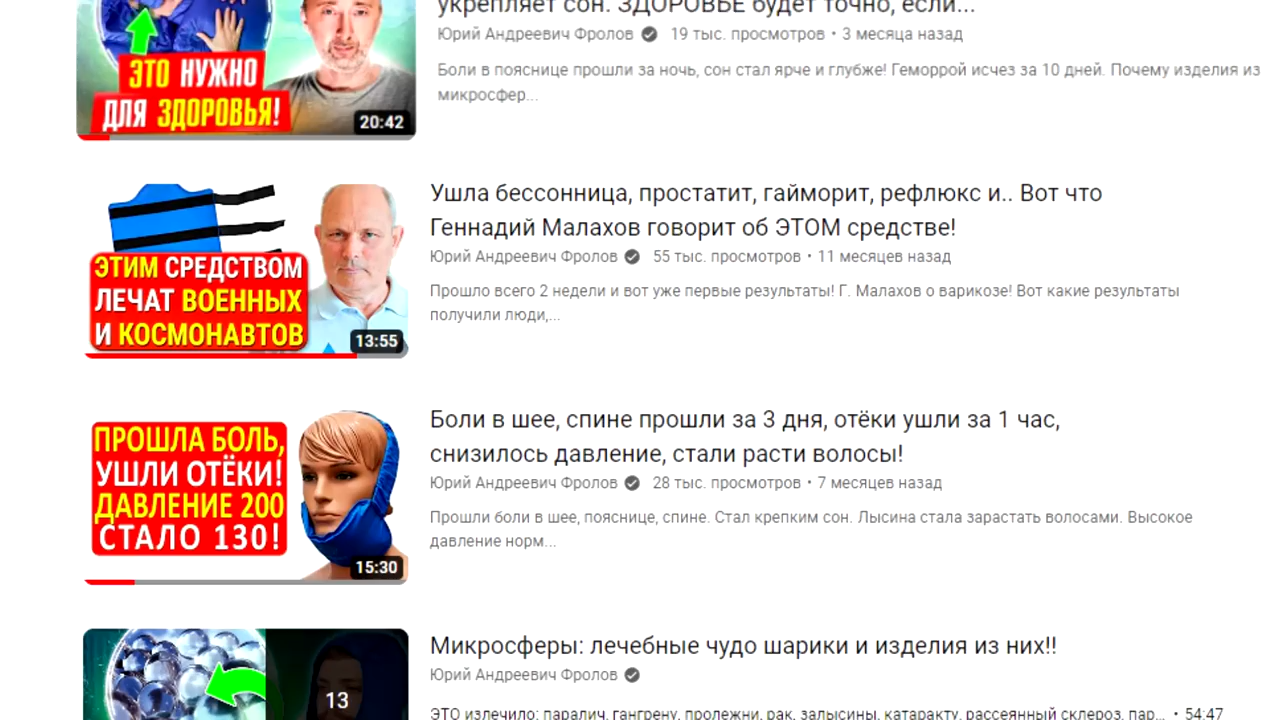 укрепляет сон. ЗДОРОВЬЕ будет точно, если...
Юрий Андреевич Фролов 19 тыс. просмотров • 3 месяца назад
Боли в пояснице прошли за ночь, сон стал ярче и глубже! Геморрой исчез за 10 дней. Почему изделия из
микросфер...
ЭТО НУЖНО
ДЛЯ ЗДОРОВЬЯ!
20:42
Ушла бессонница, простатит, гайморит, рефлюкс и.. Вот что
Геннадий Малахов говорит об ЭТОМ средстве!
Юрий Андреевич Фролов 55 тыс. просмотров • 11 месяцев назад
Прошло всего 2 недели и вот уже первые результаты! Г. Малахов о варикозе! Вот какие результаты
получили люди,...
ЭТИМ СРЕДСТВОМ
ЛЕЧАТ ВОЕННЫХ
И КОСМОНАВТОВ
13:55
Боли в шее, спине прошли за 3 дня, отёки ушли за 1 час,
снизилось давление, стали расти волосы!
Юрий Андреевич Фролов 28 тыс. просмотров • 7 месяцев назад
Прошли боли в шее, пояснице, спине. Стал крепким сон. Лысина стала зарастать волосами. Высокое
давление норм...
ПРОШЛА БОЛЬ,
УШЛИ ОТЁКИ!
ДАВЛЕНИЕ 200
СТАЛО 130!
15:30
Микросферы: лечебные чудо шарики и изделия из них!!
Юрий Андреевич Фролов
ЭТО излечило: паралич, гангрену, пролежни, рак, залысины, катаракту, рассеянный склероз, пар... • 54:47
13